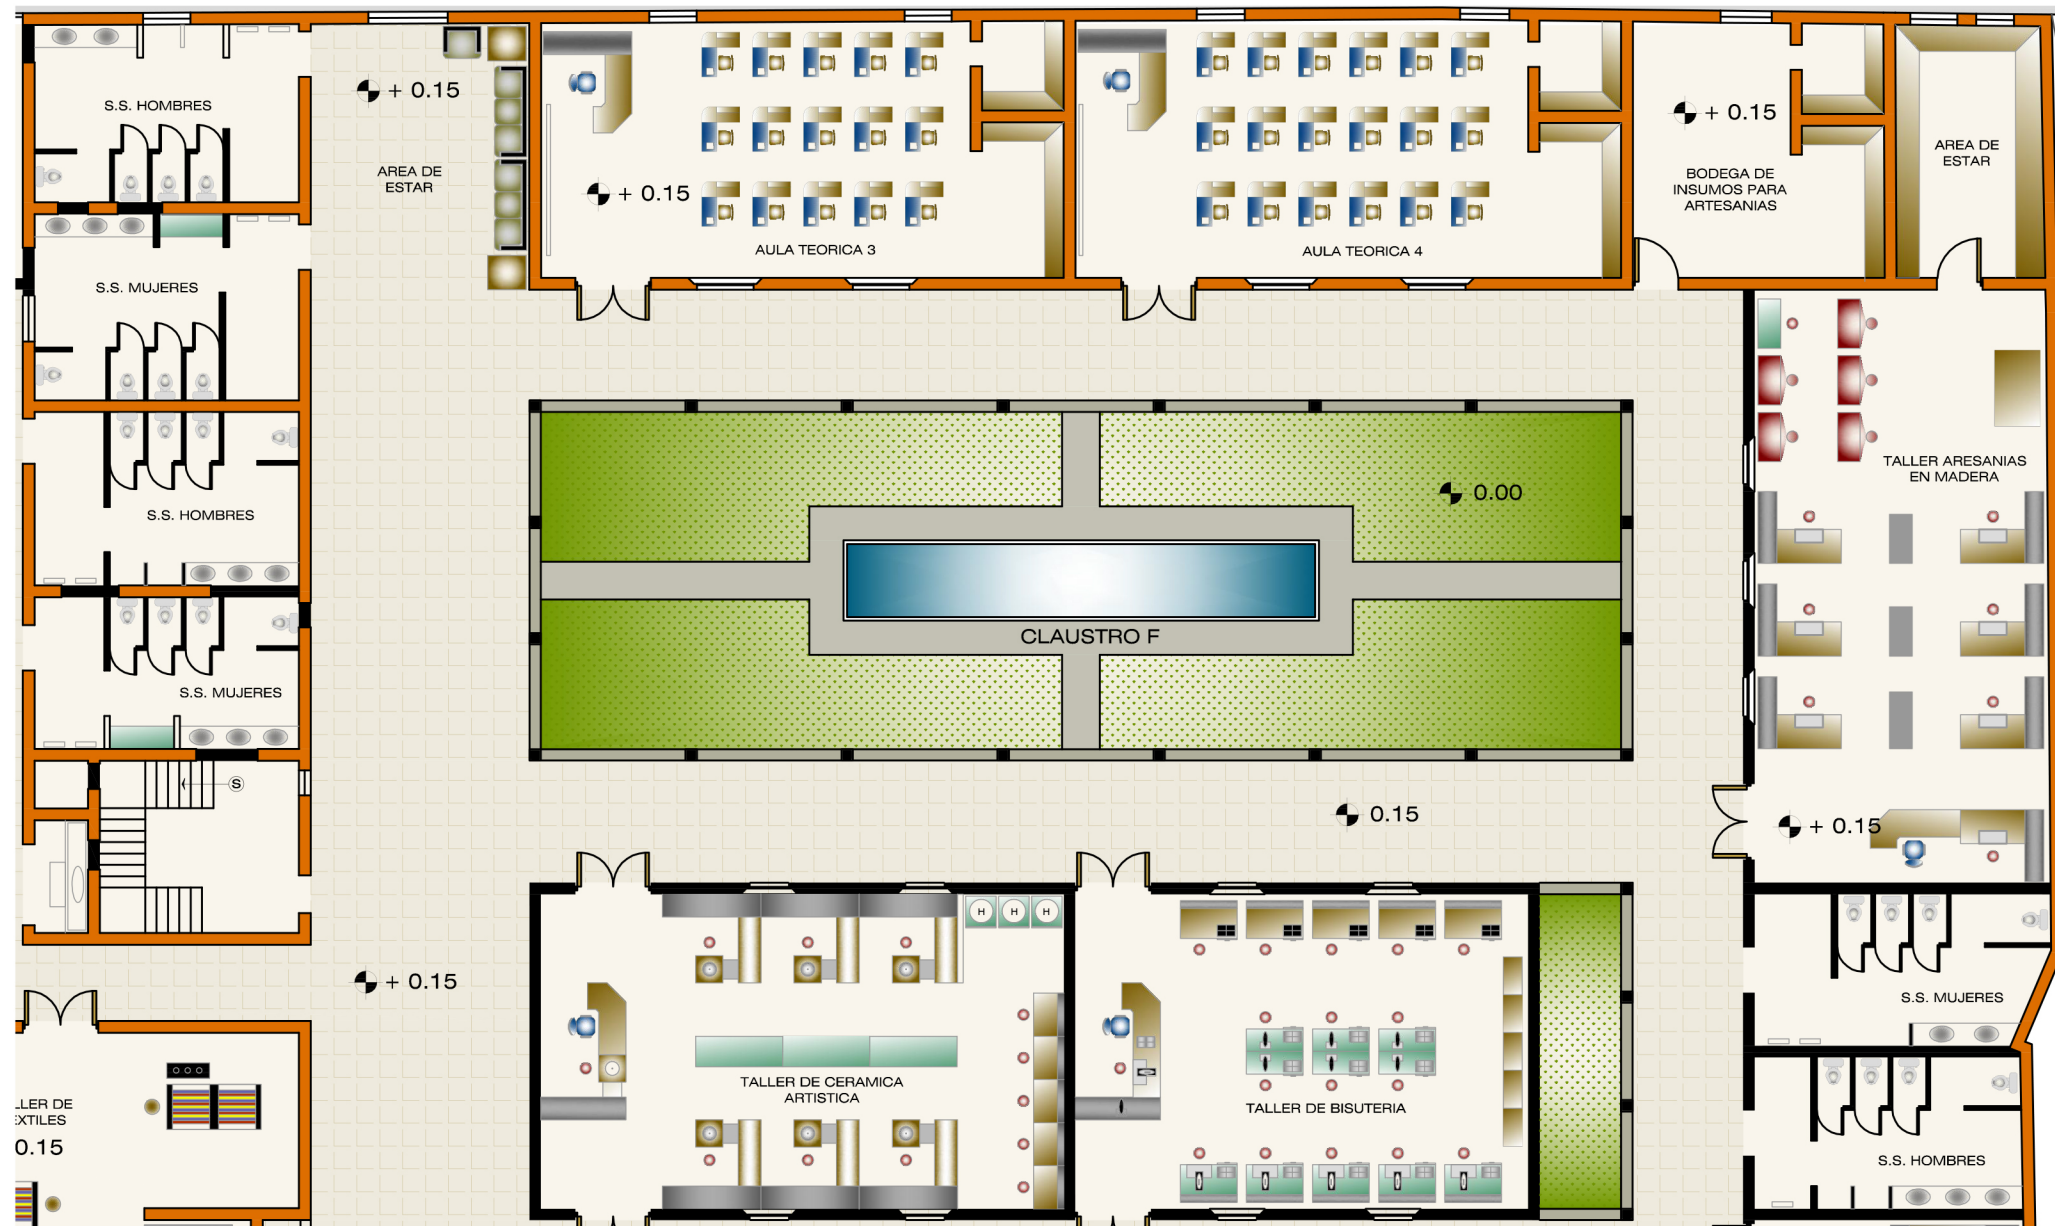 S.S. HOMBRES
+ 0.15
AREA DE
ESTAR
+ 0.15
AULA TEORICA 3
AULA TEORICA 4
+ 0.15
BODEGA DE
INSUMOS PARA
ARTESANIAS
AREA DE
ESTAR
S.S. MUJERES
S.S. HOMBRES
S.S. MUJERES
0.00
CLAUSTRO F
TALLER ARESANIAS
EN MADERA
S
0.15
+ 0.15
+ 0.15
H H H
TALLER DE CERAMICA
ARTISTICA
TALLER DE BISUTERIA
S.S. MUJERES
S.S. HOMBRES
LLER DE
EXTILES
0.15